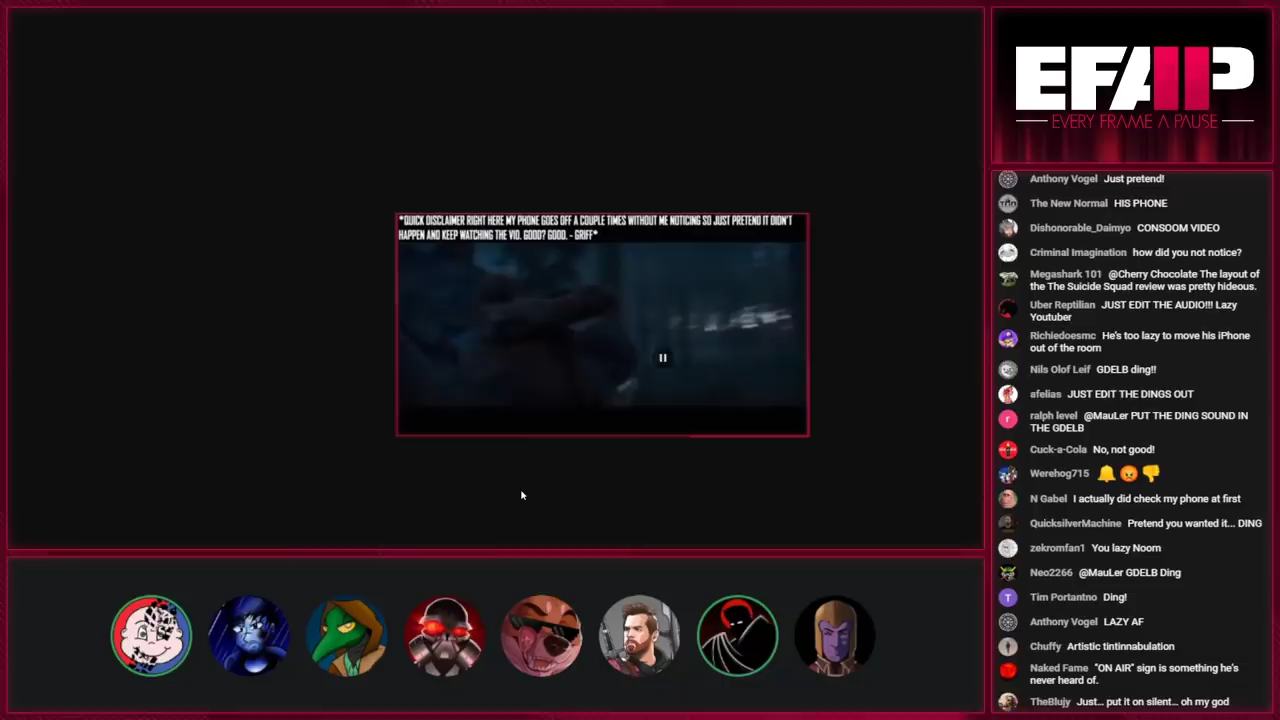 *QUICK DISCLAIMER RIGHT HERE MY PHONE GOES OFF A COUPLE TIMES WITHOUT ME NOTICING SO JUST PRETEND IT DIDN'T
HAPPEN AND KEEP WATCHING THE VID. GOOD? GOOD. - GRIFF*
EFAP
EVERY FRAME A PAUSE
Anthony Vogel Just pretend!
The New Normal HIS PHONE
Dishonorable_Daimyo CONSOOM VIDEO
Criminal Imagination how did you not notice?
Megashark 101 @Cherry Chocolate The layout of
the The Suicide Squad review was pretty hideous.
Uber Reptilian JUST EDIT THE AUDIO!!! Lazy
Youtuber
Richiedoesmc He's too lazy to move his iPhone
out of the room
Nils Olof Leif GDELB ding!!
afelias JUST EDIT THE DINGS OUT
ralph level @MauLer PUT THE DING SOUND IN
THE GDELB
Cuck-a-Cola No, not good!
Werehog715 🔔😡👎
N Gabel I actually did check my phone at first
QuicksilverMachine Pretend you wanted it... DING
zekromfan1 You lazy Noom
Neo2266 @MauLer GDELB Ding
Tim Portantno Ding!
Anthony Vogel LAZY AF
Chuffy Artistic tintinnabulation
Naked Fame "ON AIR" sign is something he's
never heard of.
TheBlujy Just... put it on silent... oh my god